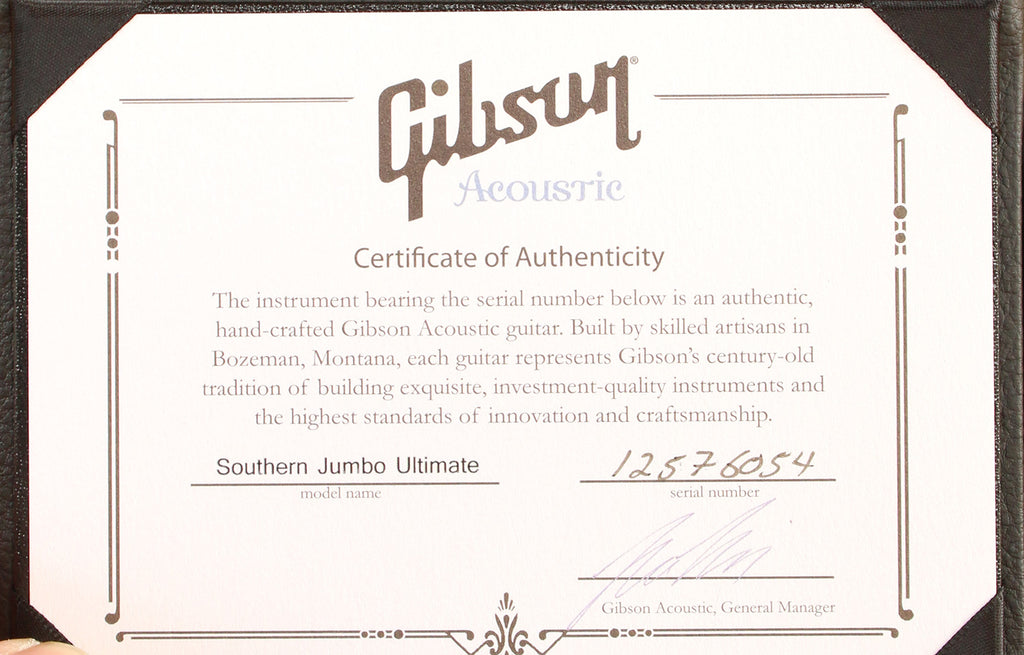 Gibson®
Acoustic
Certificate of Authenticity
The instrument bearing the serial number below is an authentic,
hand-crafted Gibson Acoustic guitar. Built by skilled artisans in
Bozeman, Montana, each guitar represents Gibson's century-old
tradition of building exquisite, investment-quality instruments and
the highest standards of innovation and craftsmanship.
Southern Jumbo Ultimate
model name
12576054
serial number
Gibson Acoustic, General Manager